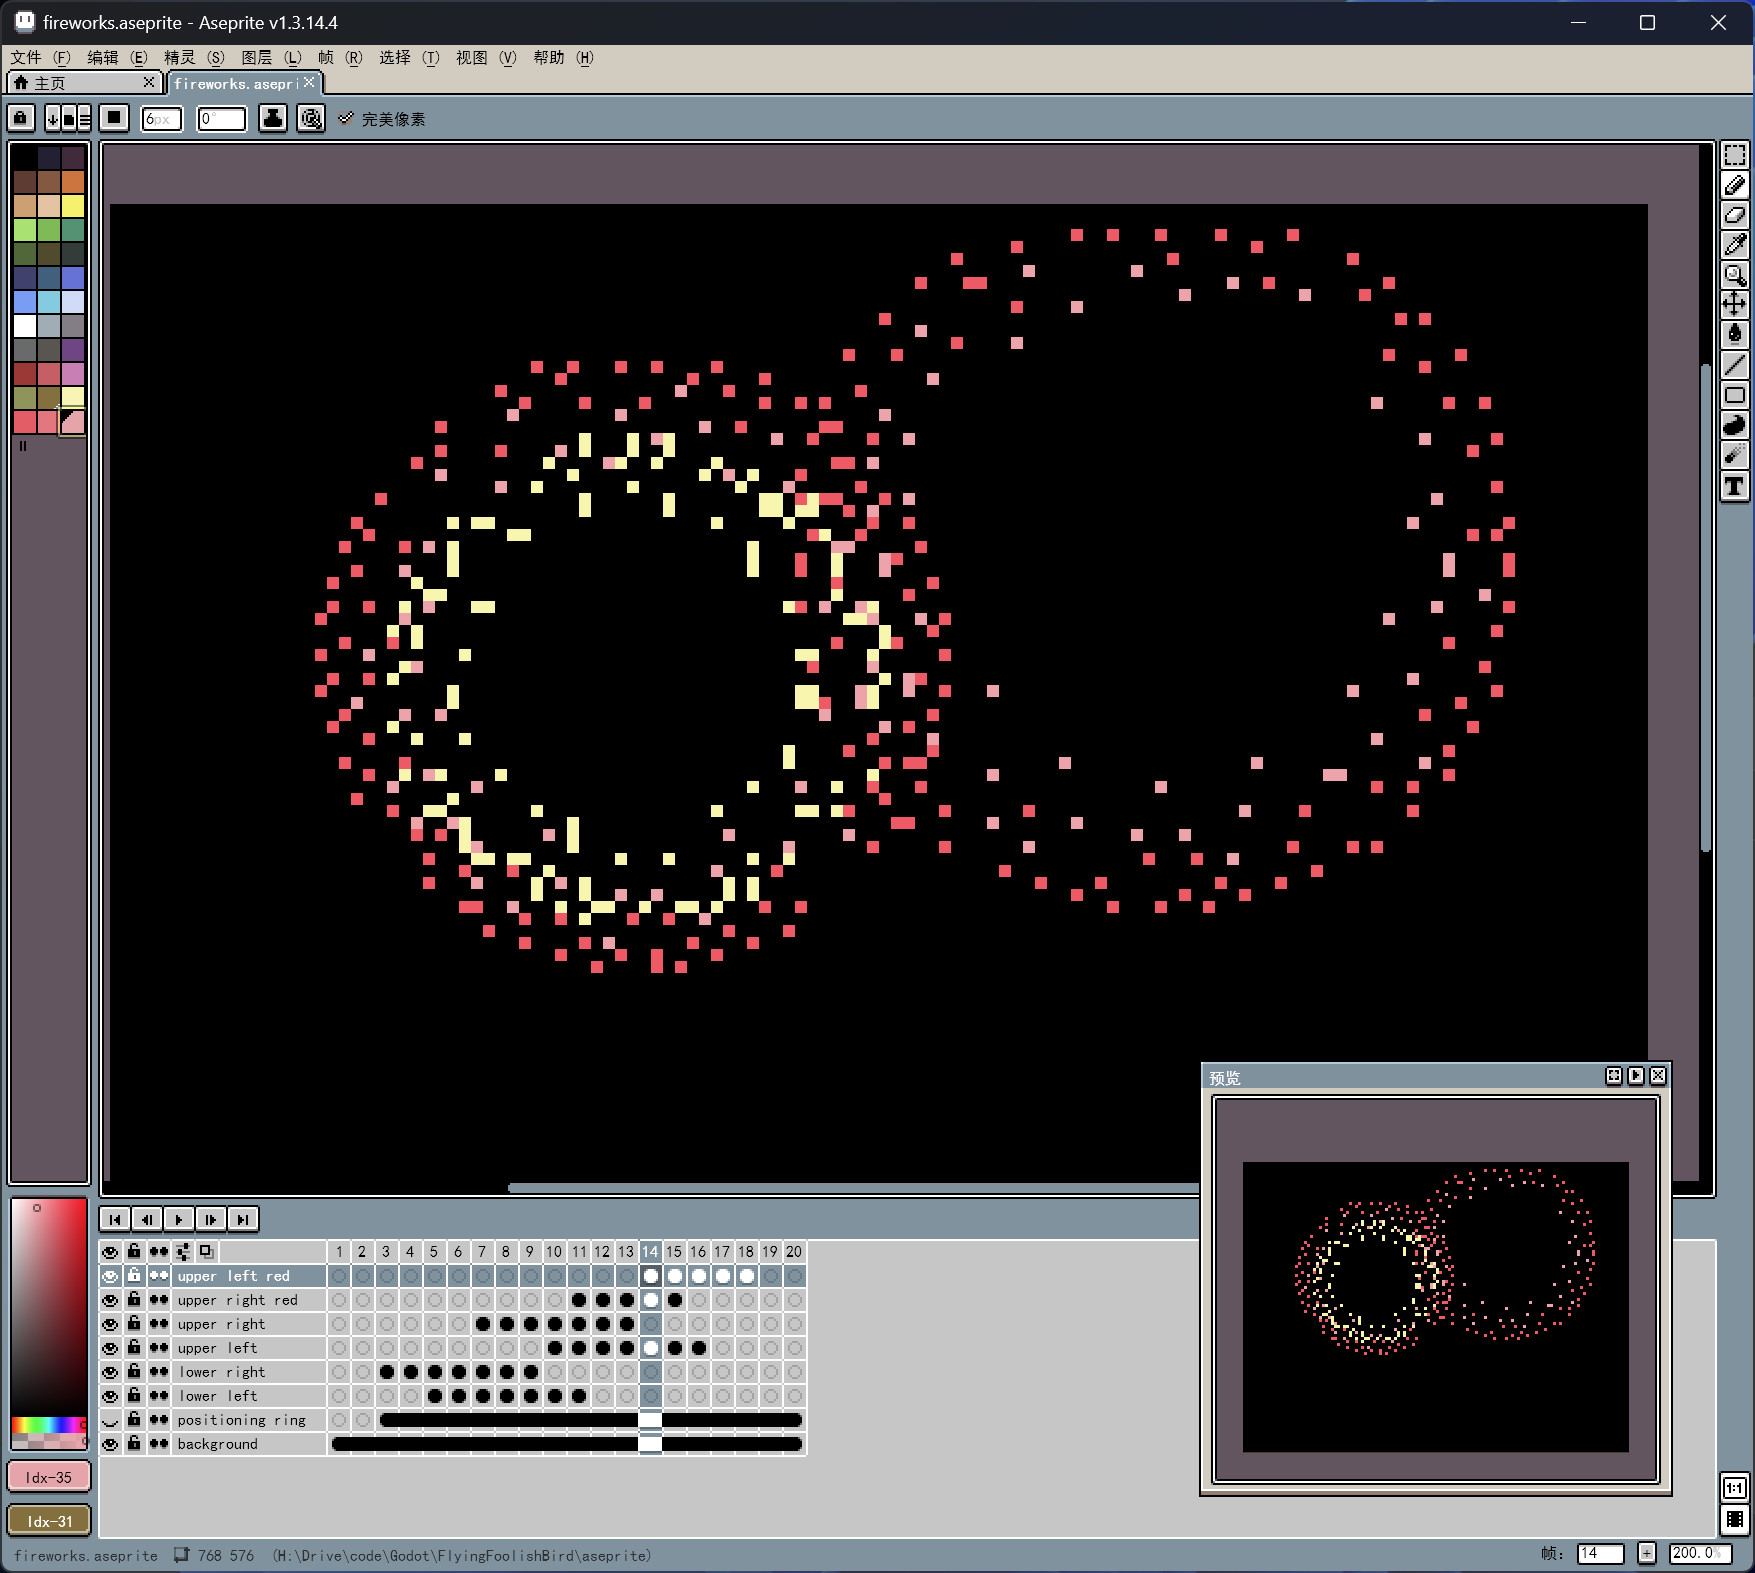 fireworks.aseprite - Aseprite v1.3.14.4
文件 (F) 编辑 (E) 精灵 (S) 图层 (L) 帧 (R) 选择 (T) 视图 (V) 帮助 (H)
主页
fireworks.asepri
6px 0° 完美像素
预览
1 2 3 4 5 6 7 8 9 10 11 12 13 14 15 16 17 18 19 20
upper left red
upper right red
upper right
upper left
lower right
lower left
positioning ring
background
Idx-35
Idx-31
1:1
fireworks.aseprite 768 576 (H:\Drive\code\Godot\FlyingFoolishBird\aseprite)
帧: 14 + 200.0%